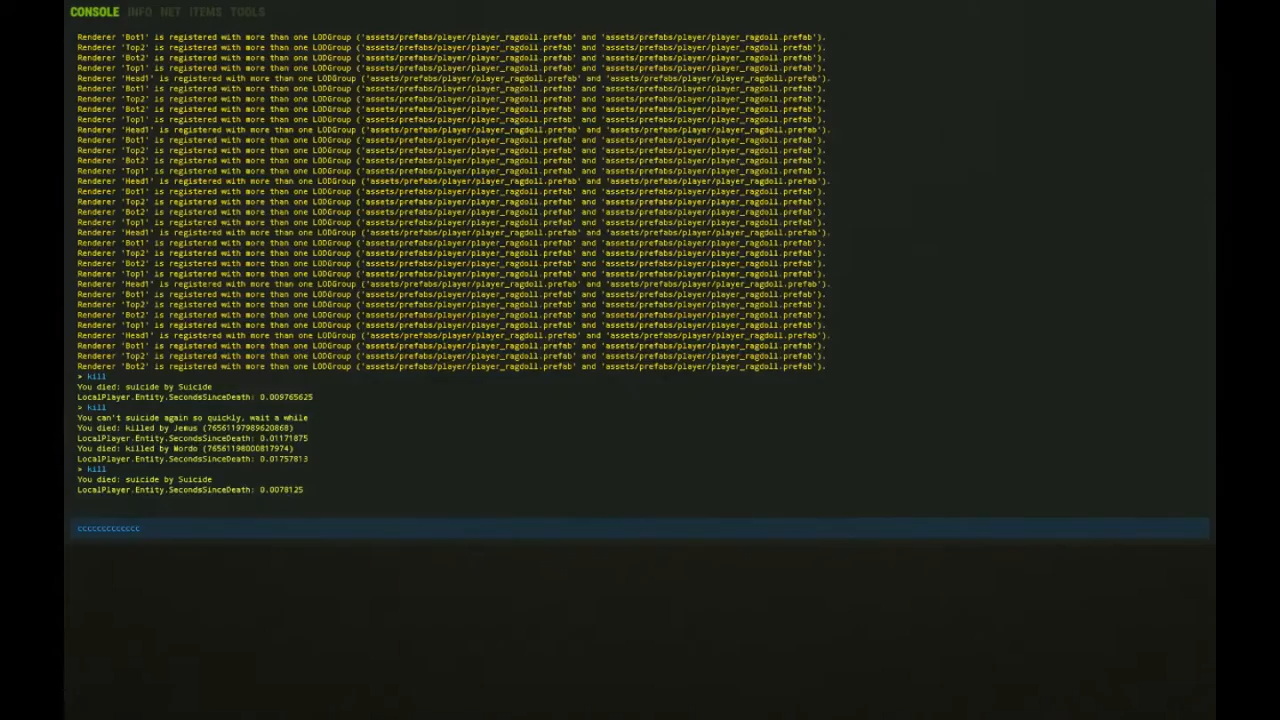 CONSOLE INFO NET ITEMS TOOLS
Renderer 'Bot1' is registered with more than one LODGroup ('assets/prefabs/player/player_ragdoll.prefab' and 'assets/prefabs/player/player_ragdoll.prefab').
Renderer 'Top2' is registered with more than one LODGroup ('assets/prefabs/player/player_ragdoll.prefab' and 'assets/prefabs/player/player_ragdoll.prefab').
Renderer 'Bot2' is registered with more than one LODGroup ('assets/prefabs/player/player_ragdoll.prefab' and 'assets/prefabs/player/player_ragdoll.prefab').
Renderer 'Top1' is registered with more than one LODGroup ('assets/prefabs/player/player_ragdoll.prefab' and 'assets/prefabs/player/player_ragdoll.prefab').
Renderer 'Head1' is registered with more than one LODGroup ('assets/prefabs/player/player_ragdoll.prefab' and 'assets/prefabs/player/player_ragdoll.prefab').
Renderer 'Bot1' is registered with more than one LODGroup ('assets/prefabs/player/player_ragdoll.prefab' and 'assets/prefabs/player/player_ragdoll.prefab').
Renderer 'Top2' is registered with more than one LODGroup ('assets/prefabs/player/player_ragdoll.prefab' and 'assets/prefabs/player/player_ragdoll.prefab').
Renderer 'Bot2' is registered with more than one LODGroup ('assets/prefabs/player/player_ragdoll.prefab' and 'assets/prefabs/player/player_ragdoll.prefab').
Renderer 'Top1' is registered with more than one LODGroup ('assets/prefabs/player/player_ragdoll.prefab' and 'assets/prefabs/player/player_ragdoll.prefab').
Renderer 'Head1' is registered with more than one LODGroup ('assets/prefabs/player/player_ragdoll.prefab' and 'assets/prefabs/player/player_ragdoll.prefab').
Renderer 'Bot1' is registered with more than one LODGroup ('assets/prefabs/player/player_ragdoll.prefab' and 'assets/prefabs/player/player_ragdoll.prefab').
Renderer 'Top2' is registered with more than one LODGroup ('assets/prefabs/player/player_ragdoll.prefab' and 'assets/prefabs/player/player_ragdoll.prefab').
Renderer 'Bot2' is registered with more than one LODGroup ('assets/prefabs/player/player_ragdoll.prefab' and 'assets/prefabs/player/player_ragdoll.prefab').
Renderer 'Top1' is registered with more than one LODGroup ('assets/prefabs/player/player_ragdoll.prefab' and 'assets/prefabs/player/player_ragdoll.prefab').
Renderer 'Head1' is registered with more than one LODGroup ('assets/prefabs/player/player_ragdoll.prefab' and 'assets/prefabs/player/player_ragdoll.prefab').
Renderer 'Bot1' is registered with more than one LODGroup ('assets/prefabs/player/player_ragdoll.prefab' and 'assets/prefabs/player/player_ragdoll.prefab').
Renderer 'Top2' is registered with more than one LODGroup ('assets/prefabs/player/player_ragdoll.prefab' and 'assets/prefabs/player/player_ragdoll.prefab').
Renderer 'Bot2' is registered with more than one LODGroup ('assets/prefabs/player/player_ragdoll.prefab' and 'assets/prefabs/player/player_ragdoll.prefab').
Renderer 'Top1' is registered with more than one LODGroup ('assets/prefabs/player/player_ragdoll.prefab' and 'assets/prefabs/player/player_ragdoll.prefab').
Renderer 'Head1' is registered with more than one LODGroup ('assets/prefabs/player/player_ragdoll.prefab' and 'assets/prefabs/player/player_ragdoll.prefab').
Renderer 'Bot1' is registered with more than one LODGroup ('assets/prefabs/player/player_ragdoll.prefab' and 'assets/prefabs/player/player_ragdoll.prefab').
Renderer 'Top2' is registered with more than one LODGroup ('assets/prefabs/player/player_ragdoll.prefab' and 'assets/prefabs/player/player_ragdoll.prefab').
Renderer 'Bot2' is registered with more than one LODGroup ('assets/prefabs/player/player_ragdoll.prefab' and 'assets/prefabs/player/player_ragdoll.prefab').
Renderer 'Top1' is registered with more than one LODGroup ('assets/prefabs/player/player_ragdoll.prefab' and 'assets/prefabs/player/player_ragdoll.prefab').
Renderer 'Head1' is registered with more than one LODGroup ('assets/prefabs/player/player_ragdoll.prefab' and 'assets/prefabs/player/player_ragdoll.prefab').
Renderer 'Bot1' is registered with more than one LODGroup ('assets/prefabs/player/player_ragdoll.prefab' and 'assets/prefabs/player/player_ragdoll.prefab').
Renderer 'Top2' is registered with more than one LODGroup ('assets/prefabs/player/player_ragdoll.prefab' and 'assets/prefabs/player/player_ragdoll.prefab').
Renderer 'Bot2' is registered with more than one LODGroup ('assets/prefabs/player/player_ragdoll.prefab' and 'assets/prefabs/player/player_ragdoll.prefab').
Renderer 'Top1' is registered with more than one LODGroup ('assets/prefabs/player/player_ragdoll.prefab' and 'assets/prefabs/player/player_ragdoll.prefab').
Renderer 'Head1' is registered with more than one LODGroup ('assets/prefabs/player/player_ragdoll.prefab' and 'assets/prefabs/player/player_ragdoll.prefab').
Renderer 'Bot1' is registered with more than one LODGroup ('assets/prefabs/player/player_ragdoll.prefab' and 'assets/prefabs/player/player_ragdoll.prefab').
Renderer 'Top2' is registered with more than one LODGroup ('assets/prefabs/player/player_ragdoll.prefab' and 'assets/prefabs/player/player_ragdoll.prefab').
Renderer 'Bot2' is registered with more than one LODGroup ('assets/prefabs/player/player_ragdoll.prefab' and 'assets/prefabs/player/player_ragdoll.prefab').
> kill
You died: suicide by Suicide
LocalPlayer.Entity.SecondsSinceDeath: 0.009765625
> kill
You can't suicide again so quickly, wait a while
You died: killed by Jemus (76561197989620868)
LocalPlayer.Entity.SecondsSinceDeath: 0.01171875
You died: killed by Mordo (76561198000817974)
LocalPlayer.Entity.SecondsSinceDeath: 0.01757813
> kill
You died: suicide by Suicide
LocalPlayer.Entity.SecondsSinceDeath: 0.0078125
ccccccccccccc